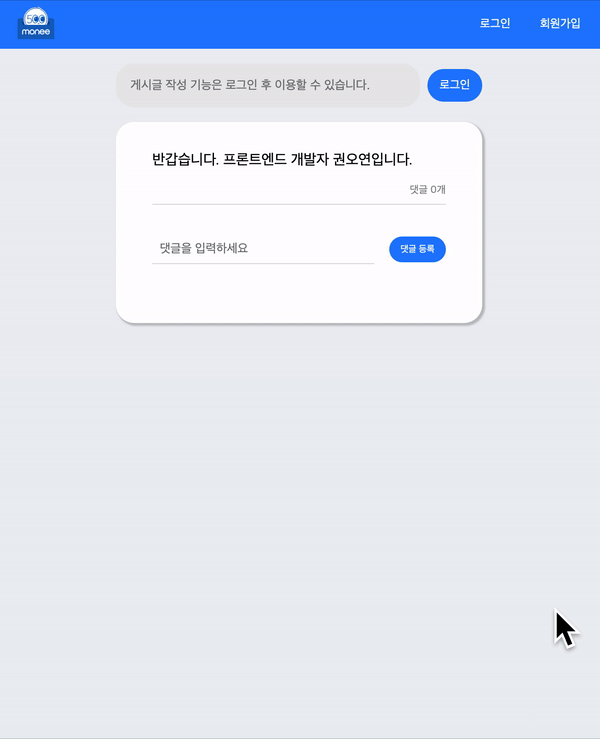 500
monee
로그인
회원가입
게시글 작성 기능은 로그인 후 이용할 수 있습니다.
로그인
반갑습니다. 프론트엔드 개발자 권오연입니다.
댓글 0개
댓글을 입력하세요
댓글 등록